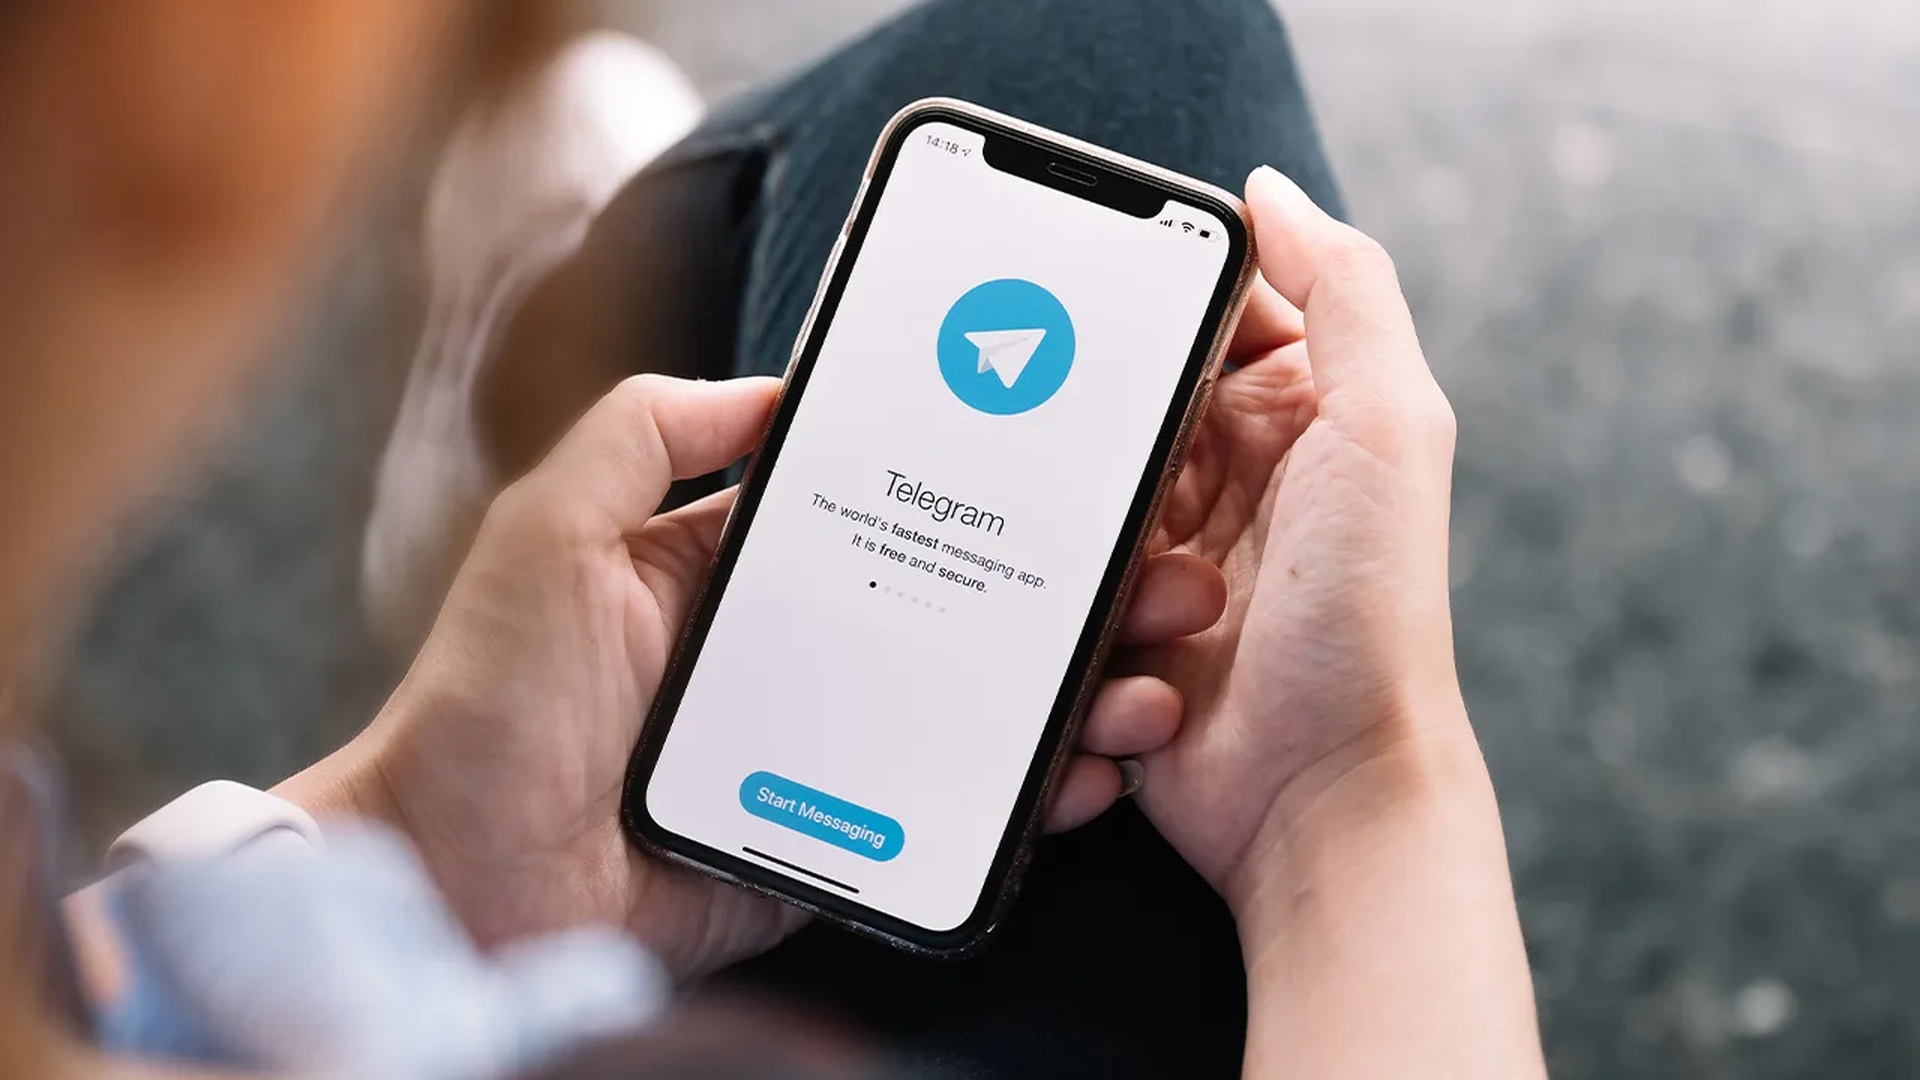 14:18
Telegram
The world's fastest messaging app.
It is free and secure.
Start Messaging